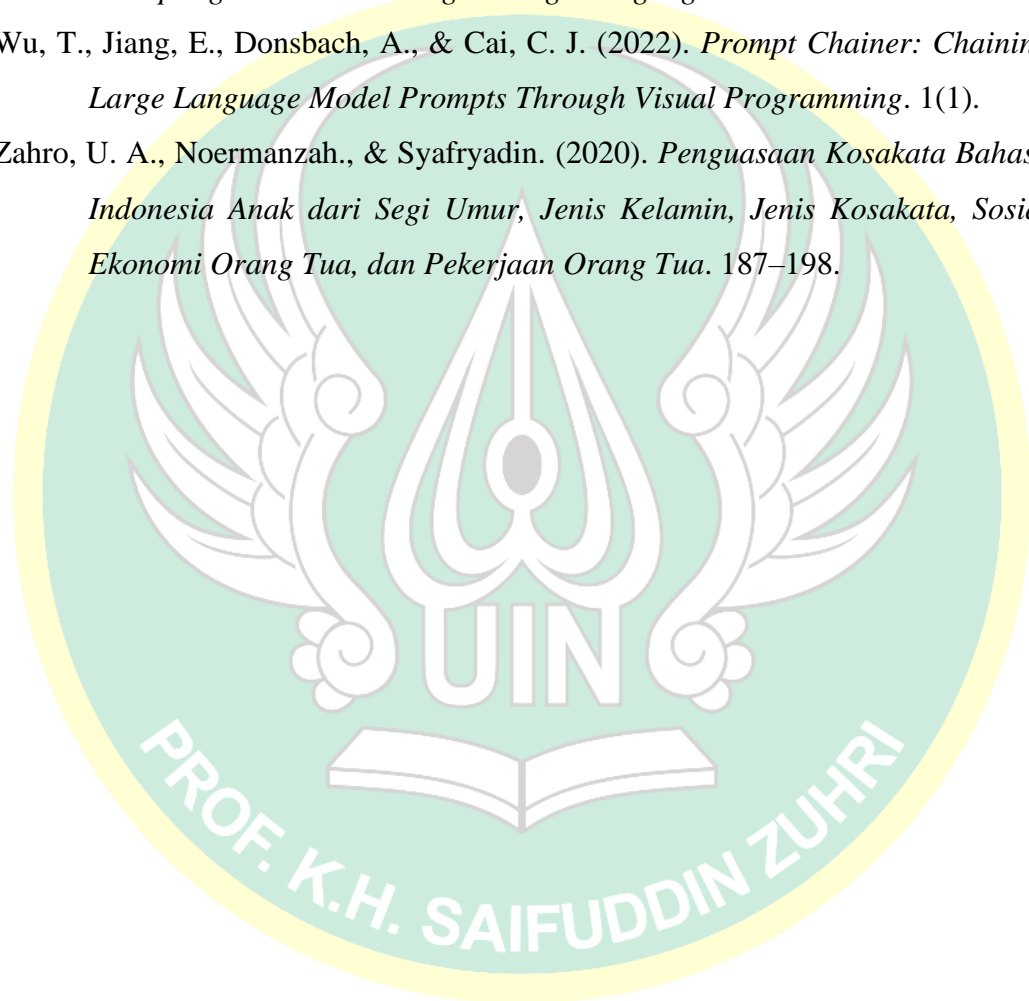 Wu, T., Jiang, E., Donsbach, A., & Cai, C. J. (2022). Prompt Chainer: Chainin
Large Language Model Prompts Through Visual Programming. 1(1).
Zahro, U. A., Noermanzah., & Syafryadin. (2020). Penguasaan Kosakata Bahas
Indonesia Anak dari Segi Umur, Jenis Kelamin, Jenis Kosakata, Sosia
Ekonomi Orang Tua, dan Pekerjaan Orang Tua. 187–198.
UIN
PROF. K.H. SAIFUDDIN ZUHRI